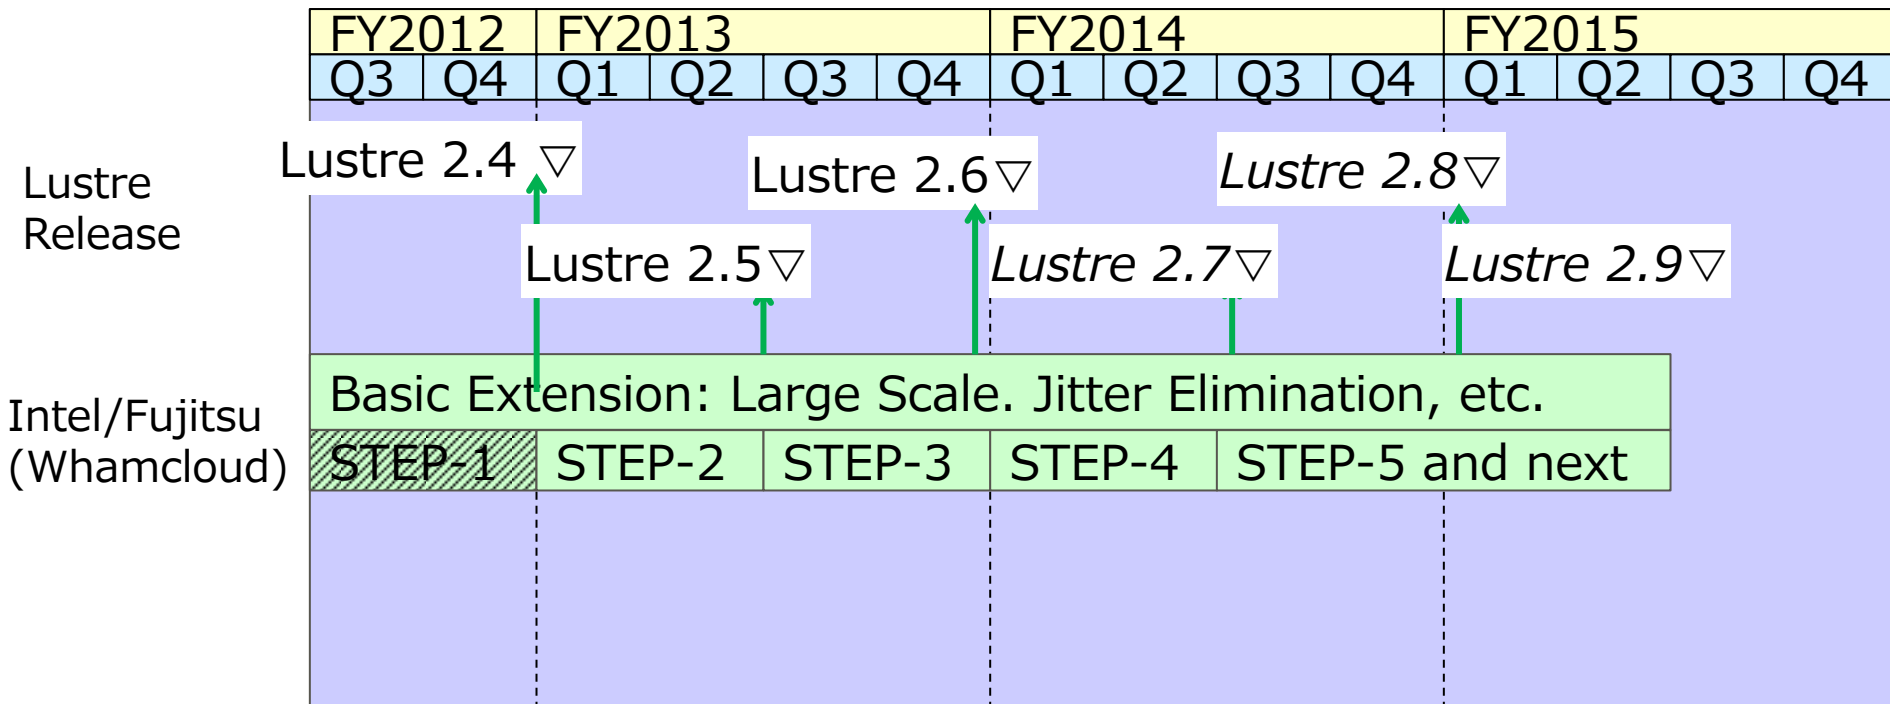 FY2012 FY2013 FY2014 FY2015
Q3 Q4 Q1 Q2 Q3 Q4 Q1 Q2 Q3 Q4 Q1 Q2 Q3 Q4
Lustre
Release
Lustre 2.4 ▽
Lustre 2.6▽
Lustre 2.8▽
Lustre 2.5▽
Lustre 2.7▽
Lustre 2.9▽
Intel/Fujitsu
(Whamcloud)
Basic Extension: Large Scale. Jitter Elimination, etc.
STEP-1 STEP-2 STEP-3 STEP-4 STEP-5 and next